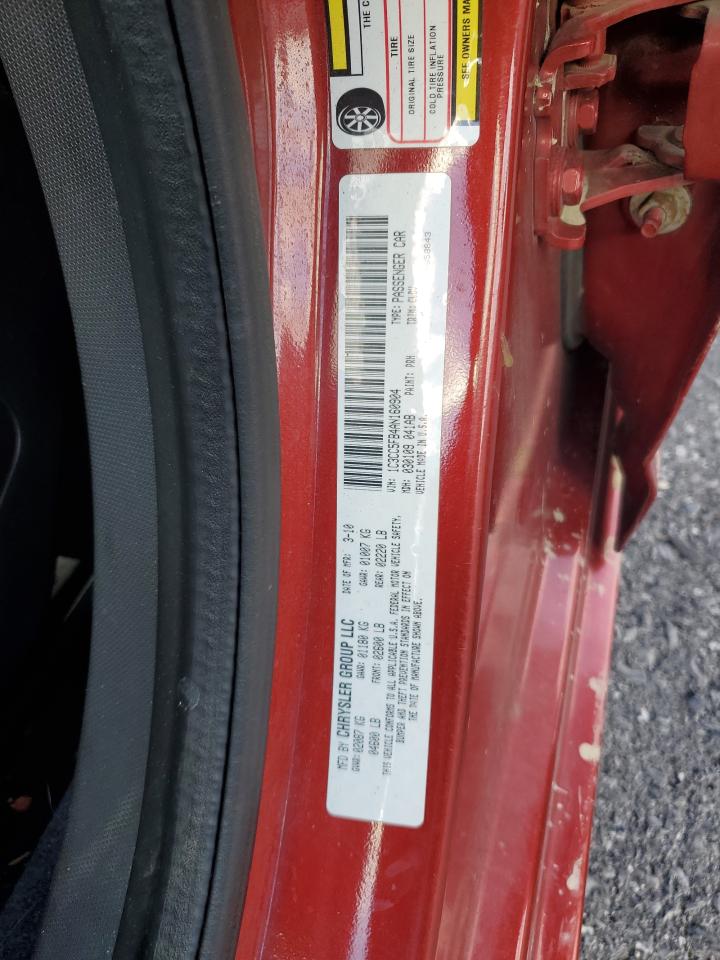 MFD BY CHRYSLER GROUP LLC DATE OF MFR: 3-10
GVWR: 02087 KG GAWR: 01180 KG GAWR: 01007 KG
04600 LB FRONT: 02600 LB REAR: 02220 LB
THIS VEHICLE CONFORMS TO ALL APPLICABLE U.S.A. FEDERAL MOTOR VEHICLE SAFETY,
BUMPER AND THEFT PREVENTION STANDARDS IN EFFECT ON
THE DATE OF MANUFACTURE SHOWN ABOVE.
VIN: 1C3CC5FB4AN160904 TYPE: PASSENGER CAR
MDH: 030109 041AB PAINT: PRH TRIM:
VEHICLE MADE IN U.S.A.
THE
TIRE
ORIGINAL TIRE SIZE
COLD TIRE INFLATION
PRESSURE
SEE OWNERS